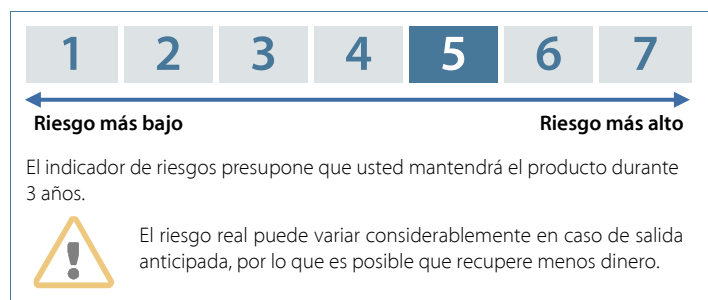 1 2 3 4 5 6 7
Riesgo más bajo Riesgo más alto
El indicador de riesgos presupone que usted mantendrá el producto durante
3 años.
El riesgo real puede variar considerablemente en caso de salida
anticipada, por lo que es posible que recupere menos dinero.